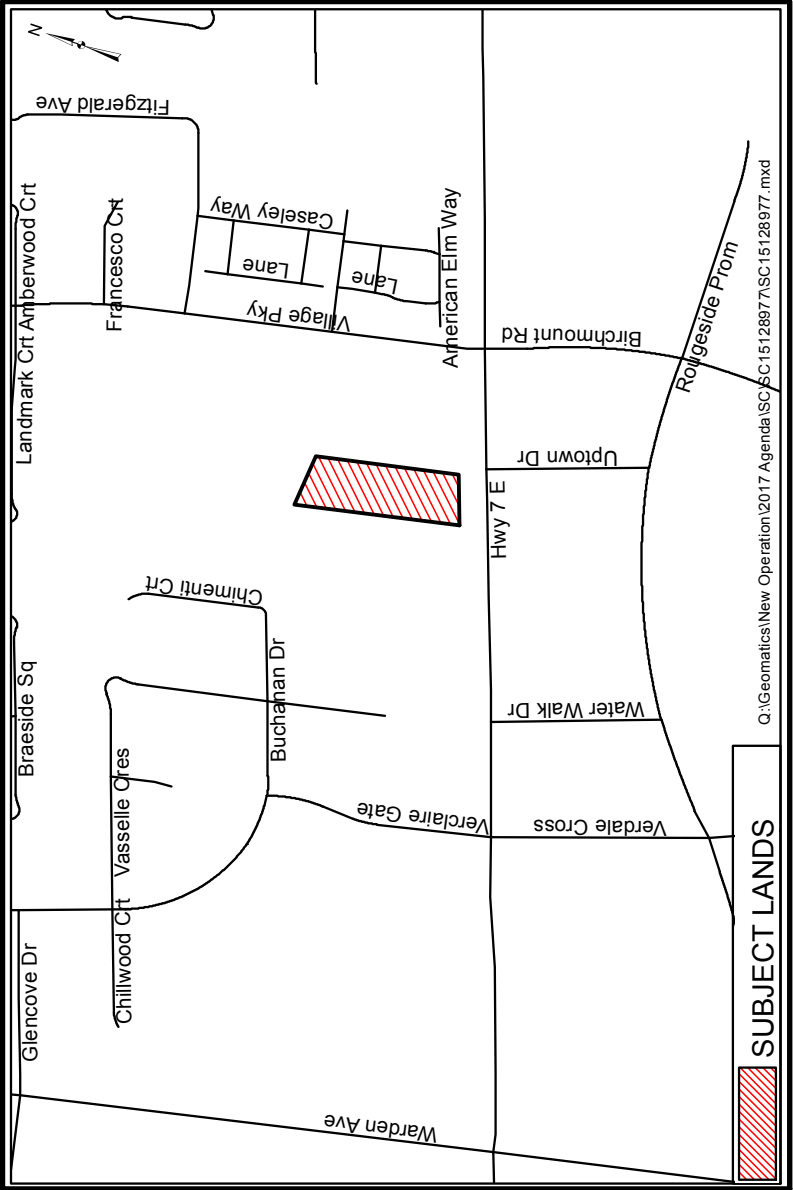 N
Glencove Dr
Braeside Sq
Landmark Crt
Amberwood Crt
Fitzgerald Ave
Chillwood Crt
Vasselle Cres
Francesco Crt
Chimenti Crt
Buchanan Dr
Caseley Way
Lane
Lane
Village Pky
American Elm Way
Verclaire Gate
Warden Ave
Hwy 7 E
Birchmount Rd
Uptown Dr
Water Walk Dr
Verdale Cross
Rougeside Prom
SUBJECT LANDS
Q:\Geomatics\New Operation\2017 Agenda\SC\SC15128977\SC15128977.mxd